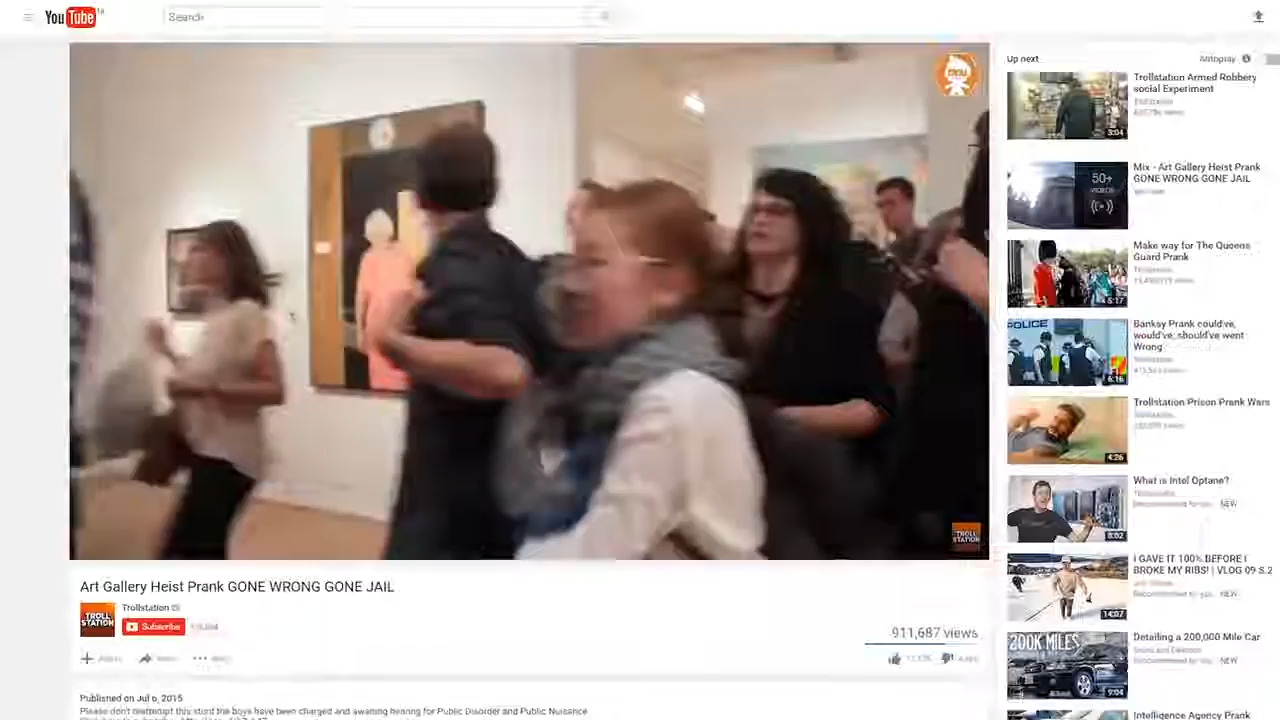 YouTube
Search
TROLL
STATION
Art Gallery Heist Prank GONE WRONG GONE JAIL
TROLL
STATION
Trollstation
Subscribe
911,687 views
Published on Jul 6, 2015
Please don't reattempt this stunt the boys have been charged and awaiting hearing for Public Disorder and Public Nuisance
Up next
Autoplay
Trollstation Armed Robbery
social Experiment
3:04
Mix - Art Gallery Heist Prank
GONE WRONG GONE JAIL
50+
VIDEOS
Make way for The Queens
Guard Prank
5:17
POLICE
Banksy Prank could've,
would've, should've went
Wrong
6:16
Trollstation Prison Prank Wars
4:26
What is Intel Optane?
NEW
8:02
I GAVE IT 100% BEFORE I
BROKE MY RIBS! | VLOG 09 S.2
NEW
14:07
200K MILES
Detailing a 200,000 Mile Car
NEW
9:04
Intelligence Agency Prank